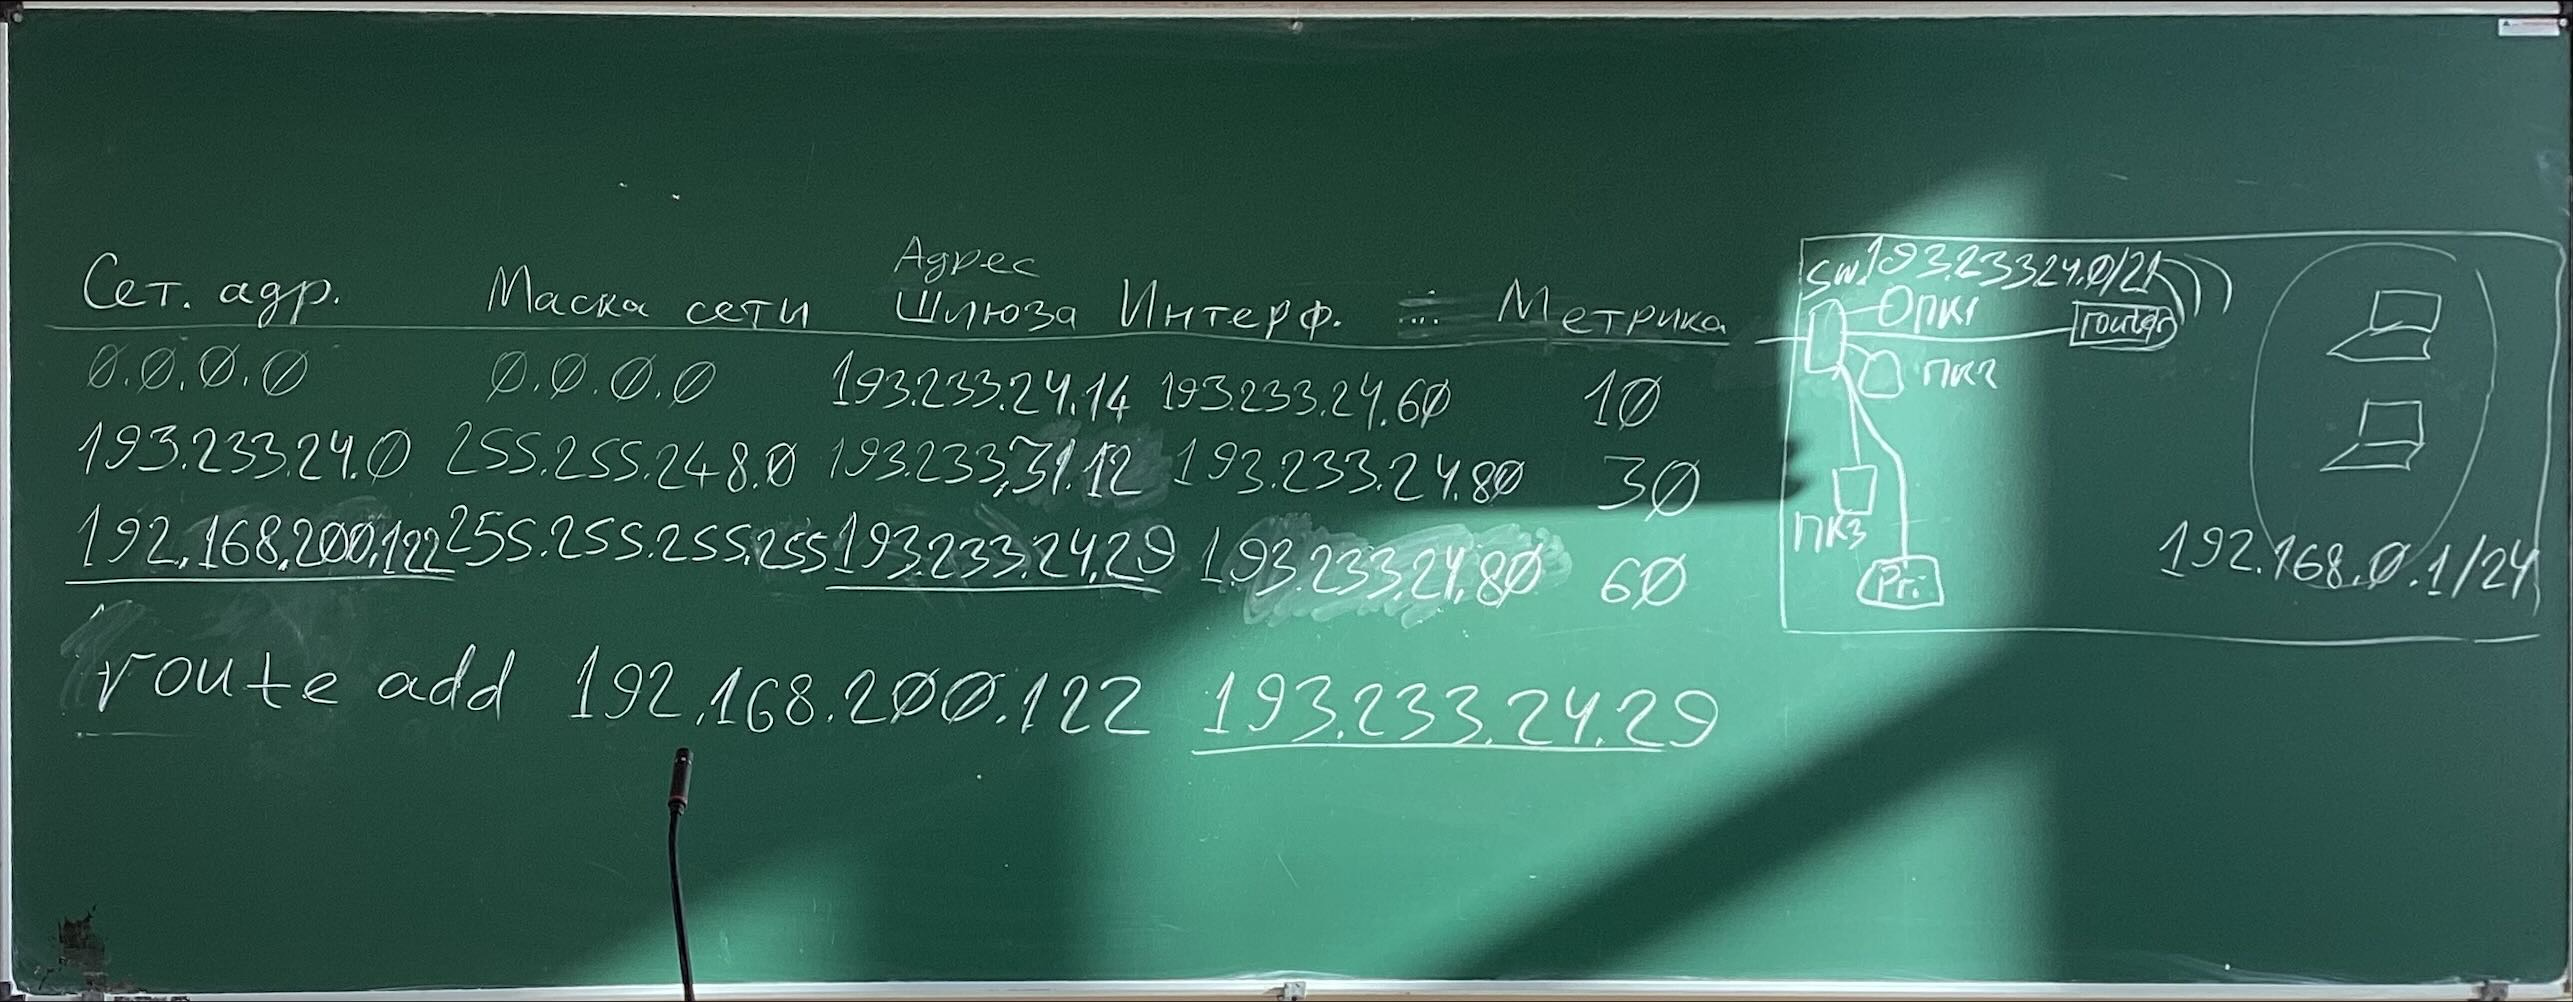 Сет. адр. Маска сети Адрес Шлюза Интерф. ... Метрика
0.0.0.0 0.0.0.0 193.233.24.14 193.233.24.60 10
193.233.24.0 255.255.248.0 193.233.31.12 193.233.24.80 30
192.168.200.122 255.255.255.255 193.233.24.29 193.233.24.80 60
route add 192.168.200.122 193.233.24.29
SW. 193.233.24.0/21
ПК1
router
ПК2
ПК3
Pr.
192.168.0.1/24